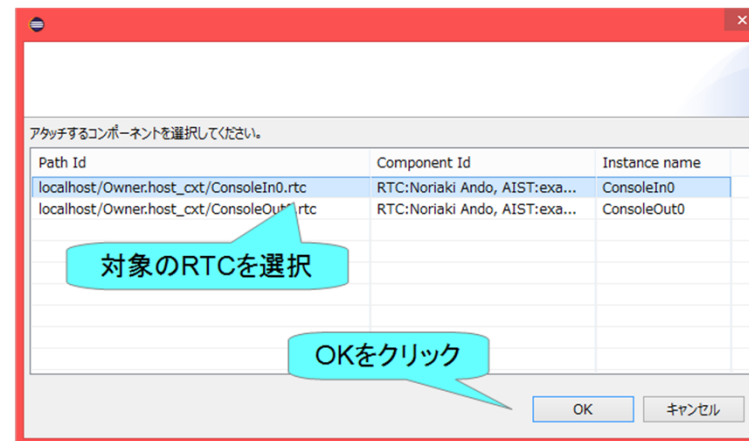 アタッチするコンポーネントを選択してください。
Path Id Component Id Instance name
localhost/Owner.host_cxt/ConsoleIn0.rtc RTC:Noriaki Ando, AIST:exa... ConsoleIn0
localhost/Owner.host_cxt/ConsoleOut0.rtc RTC:Noriaki Ando, AIST:exa... ConsoleOut0
対象のRTCを選択
OKをクリック
OK キャンセル